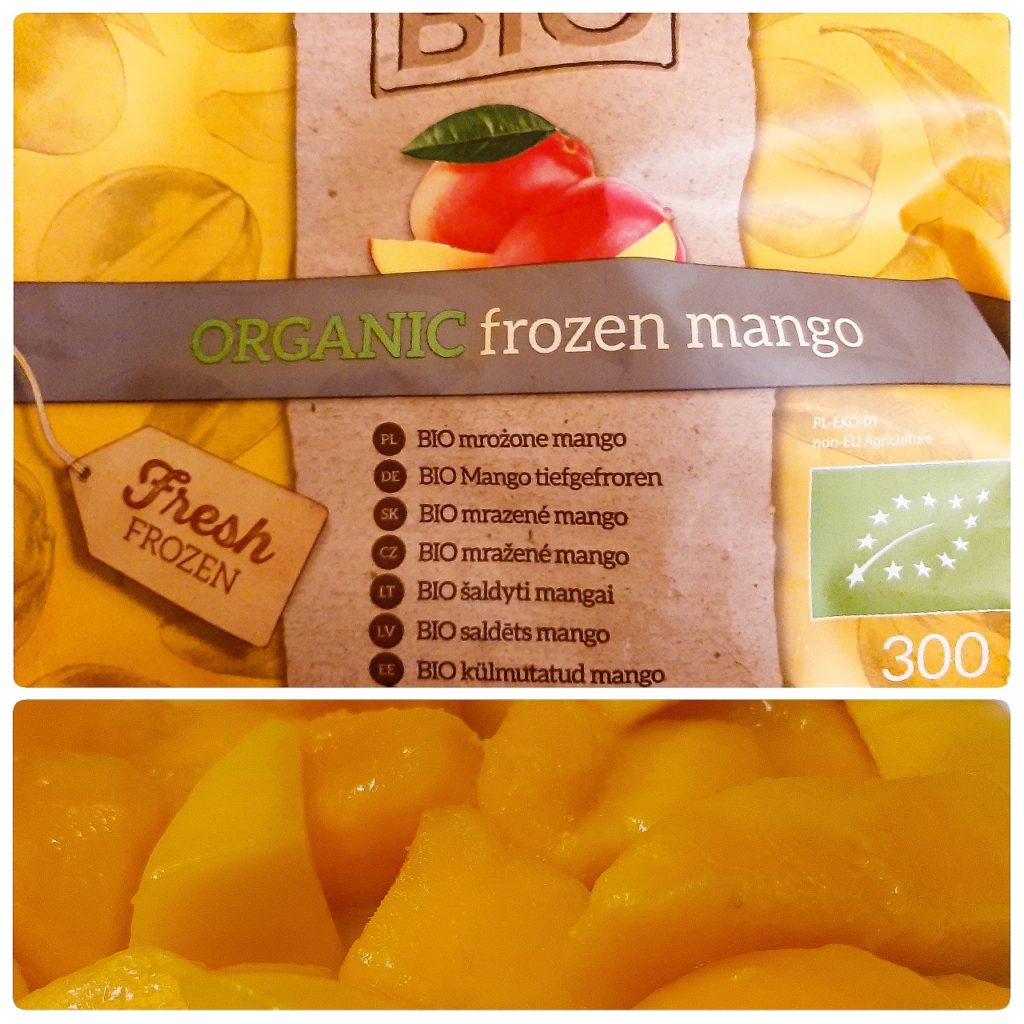 BIO
ORGANIC frozen mango
PL BIO mrożone mango
DE BIO Mango tiefgefroren
SK BIO mrazené mango
CZ BIO mražené mango
LT BIO šaldyti mangai
LV BIO saldēts mango
EE BIO külmutatud mango
Fresh
FROZEN
PL-EKO-01
non-EU Agriculture
300